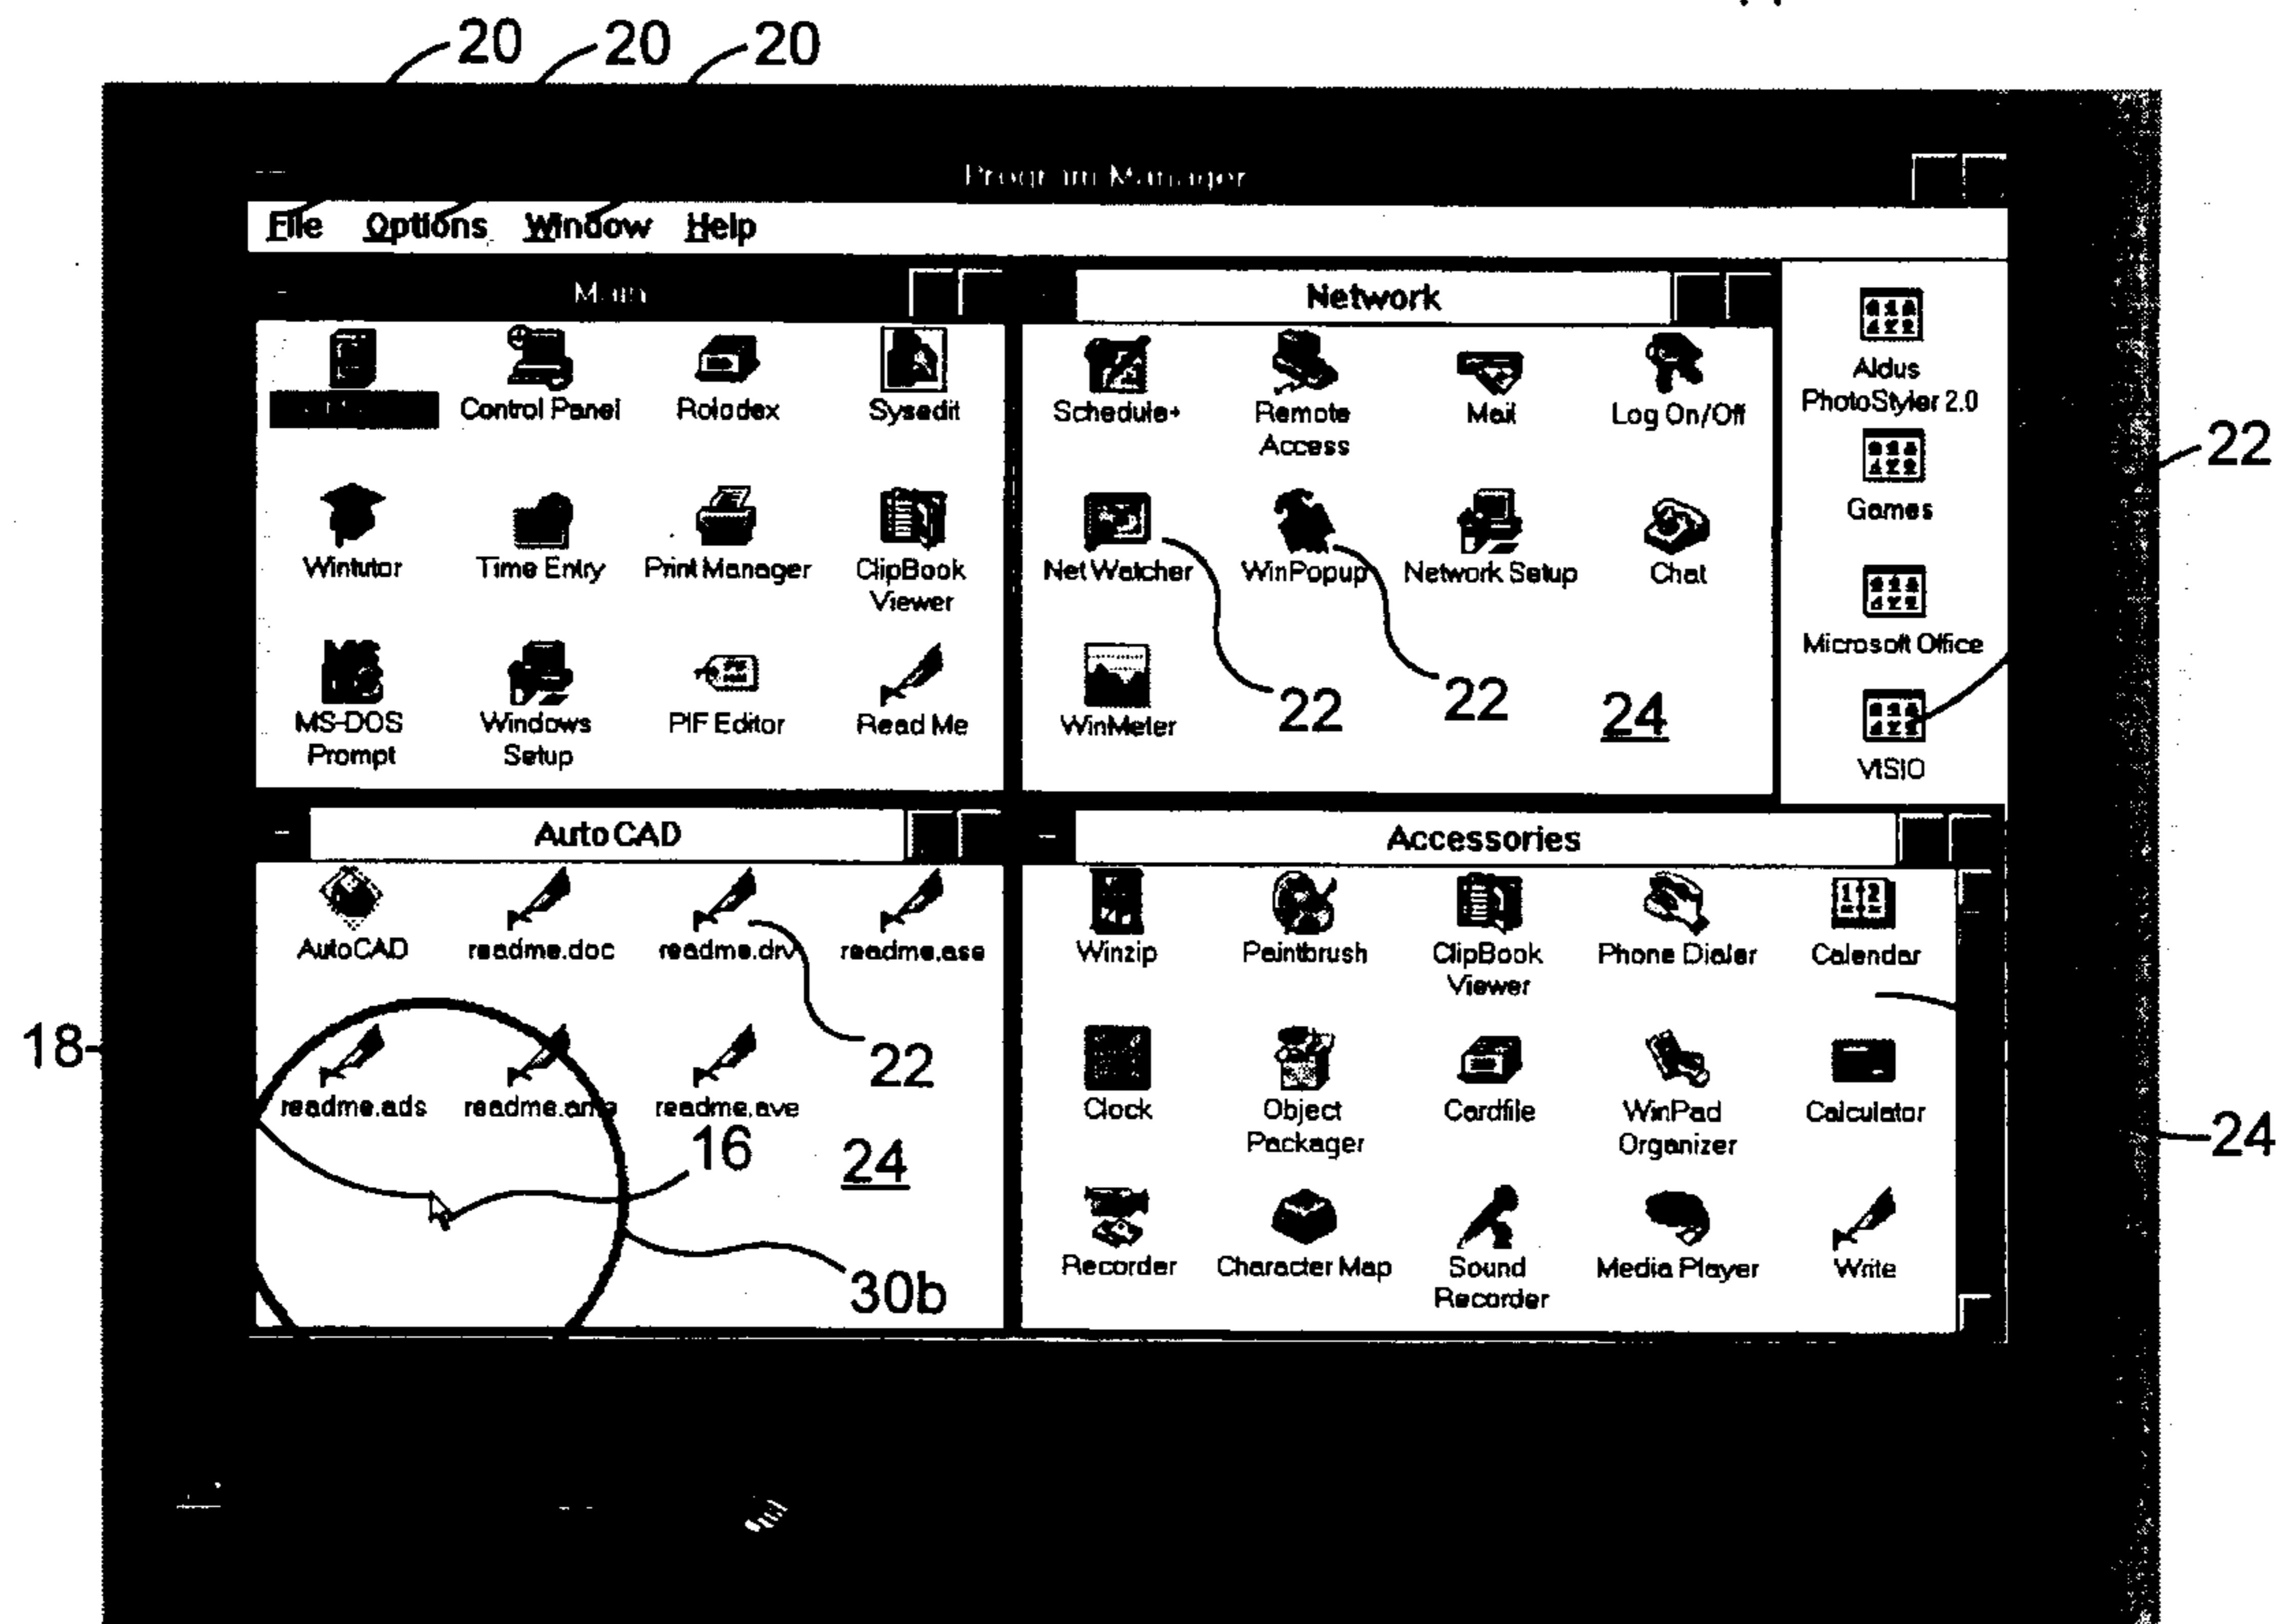 20 20 20
Program Manager
File Options Window Help
Main
Control Panel Rolodex Sysedit
Wintutor Time Entry Print Manager ClipBook Viewer
MS-DOS Prompt Windows Setup PIF Editor Read Me
Network
Schedule+ Remote Access Mail Log On/Off
Net Watcher WinPopup Network Setup Chat
WinMeter
22 22 24
Aldus PhotoStyler 2.0
Games
Microsoft Office
VISIO
22
AutoCAD
AutoCAD readme.doc readme.drv readme.ase
22
18
readme.ads readme.ave
16 24
30b
Accessories
Winzip Paintbrush ClipBook Viewer Phone Dialer Calendar
Clock Object Packager Cardfile WinPad Organizer Calculator
24
Recorder Character Map Sound Recorder Media Player Write